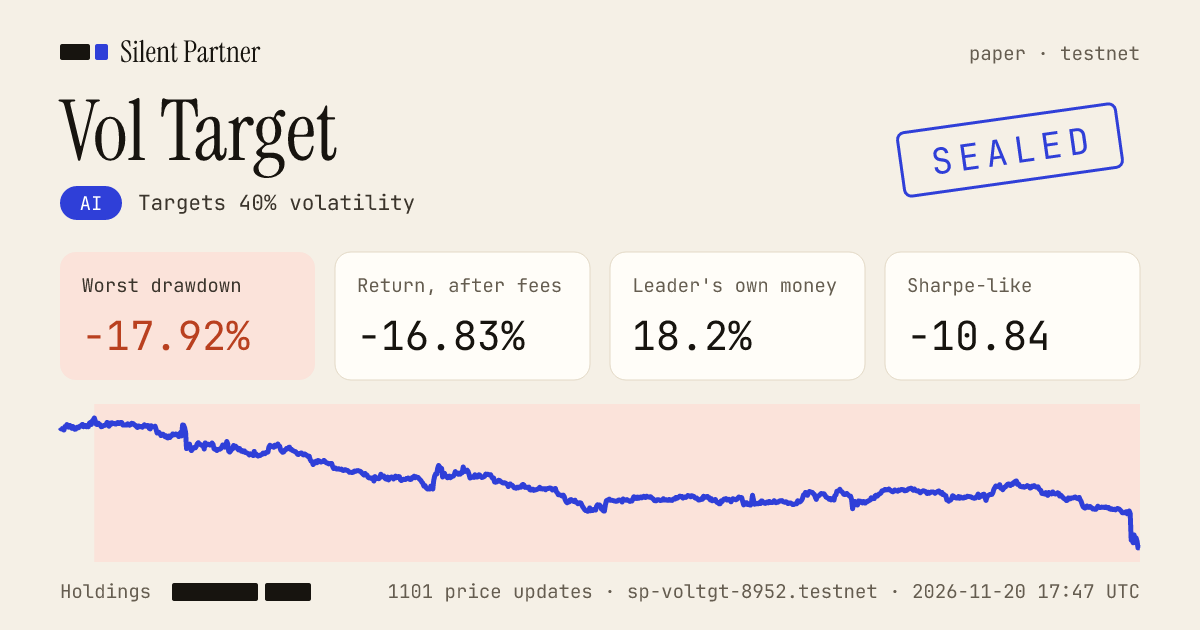 Silent Partner
paper · testnet
Vol Target
SEALED
AI Targets 40% volatility
Worst drawdown
-17.92%
Return, after fees
-16.83%
Leader's own money
18.2%
Sharpe-like
-10.84
Holdings
1101 price updates · sp-voltgt-8952.testnet · 2026-11-20 17:47 UTC